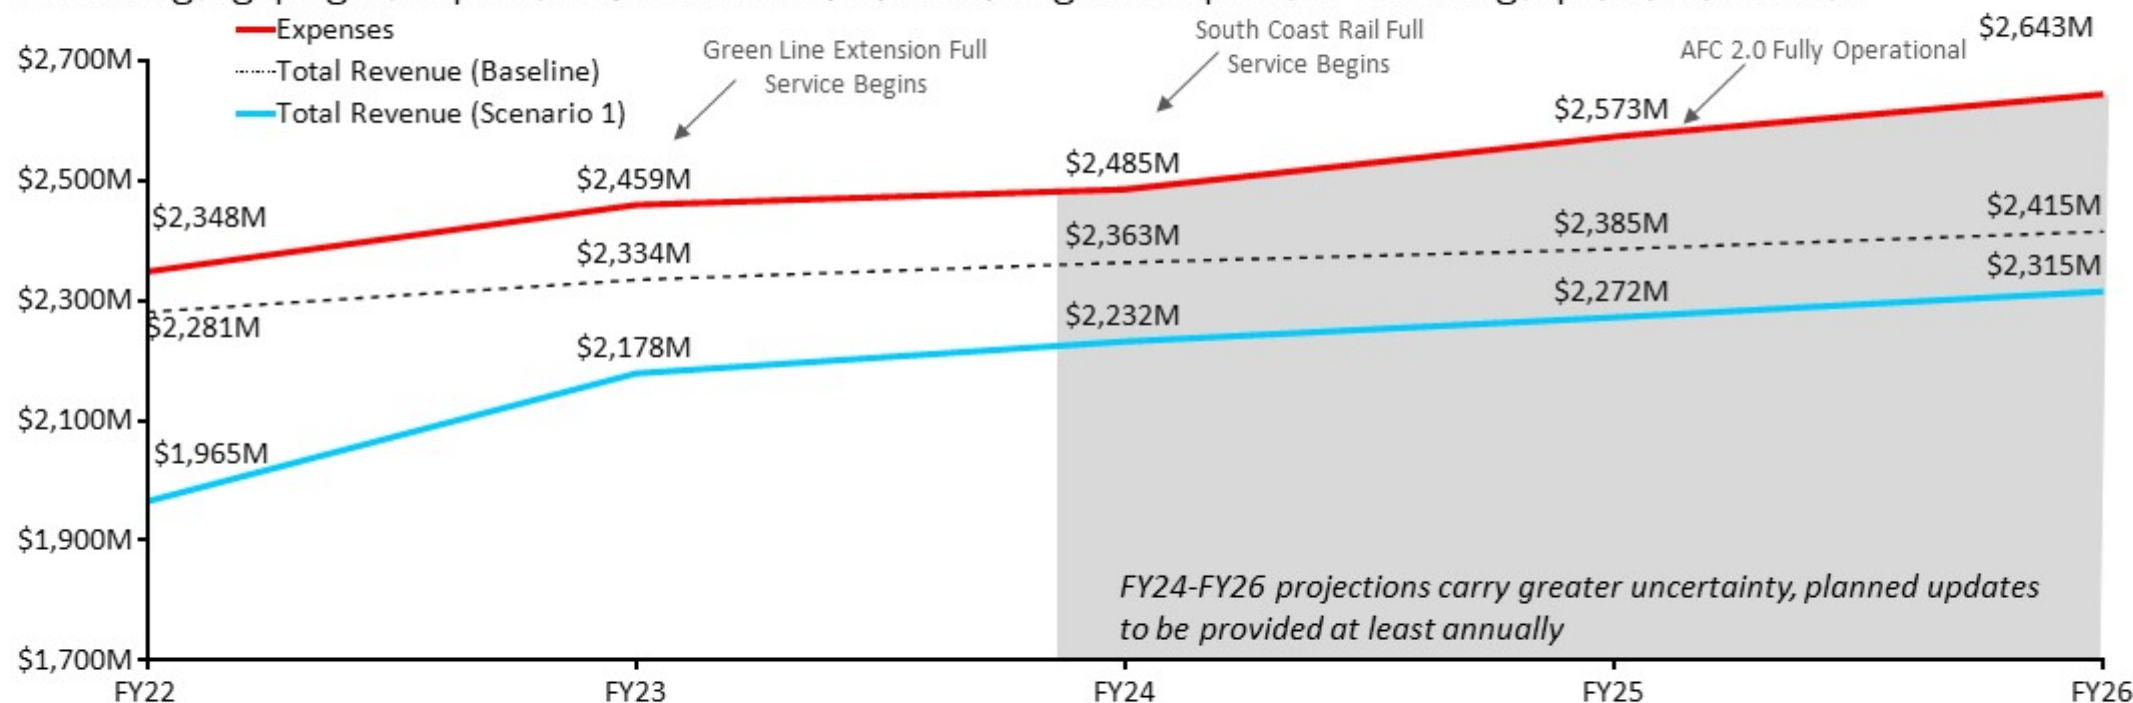 Expenses
Total Revenue (Baseline)
Total Revenue (Scenario 1)
Green Line Extension Full
Service Begins
South Coast Rail Full
Service Begins
AFC 2.0 Fully Operational
$2,643M
$2,700M
$2,573M
$2,485M
$2,459M
$2,500M
$2,348M
$2,415M
$2,385M
$2,363M
$2,334M
$2,315M
$2,300M
$2,281M
$2,272M
$2,232M
$2,178M
$2,100M
$1,965M
$1,900M
FY24-FY26 projections carry greater uncertainty, planned updates
to be provided at least annually
$1,700M
FY22 FY23 FY24 FY25 FY26